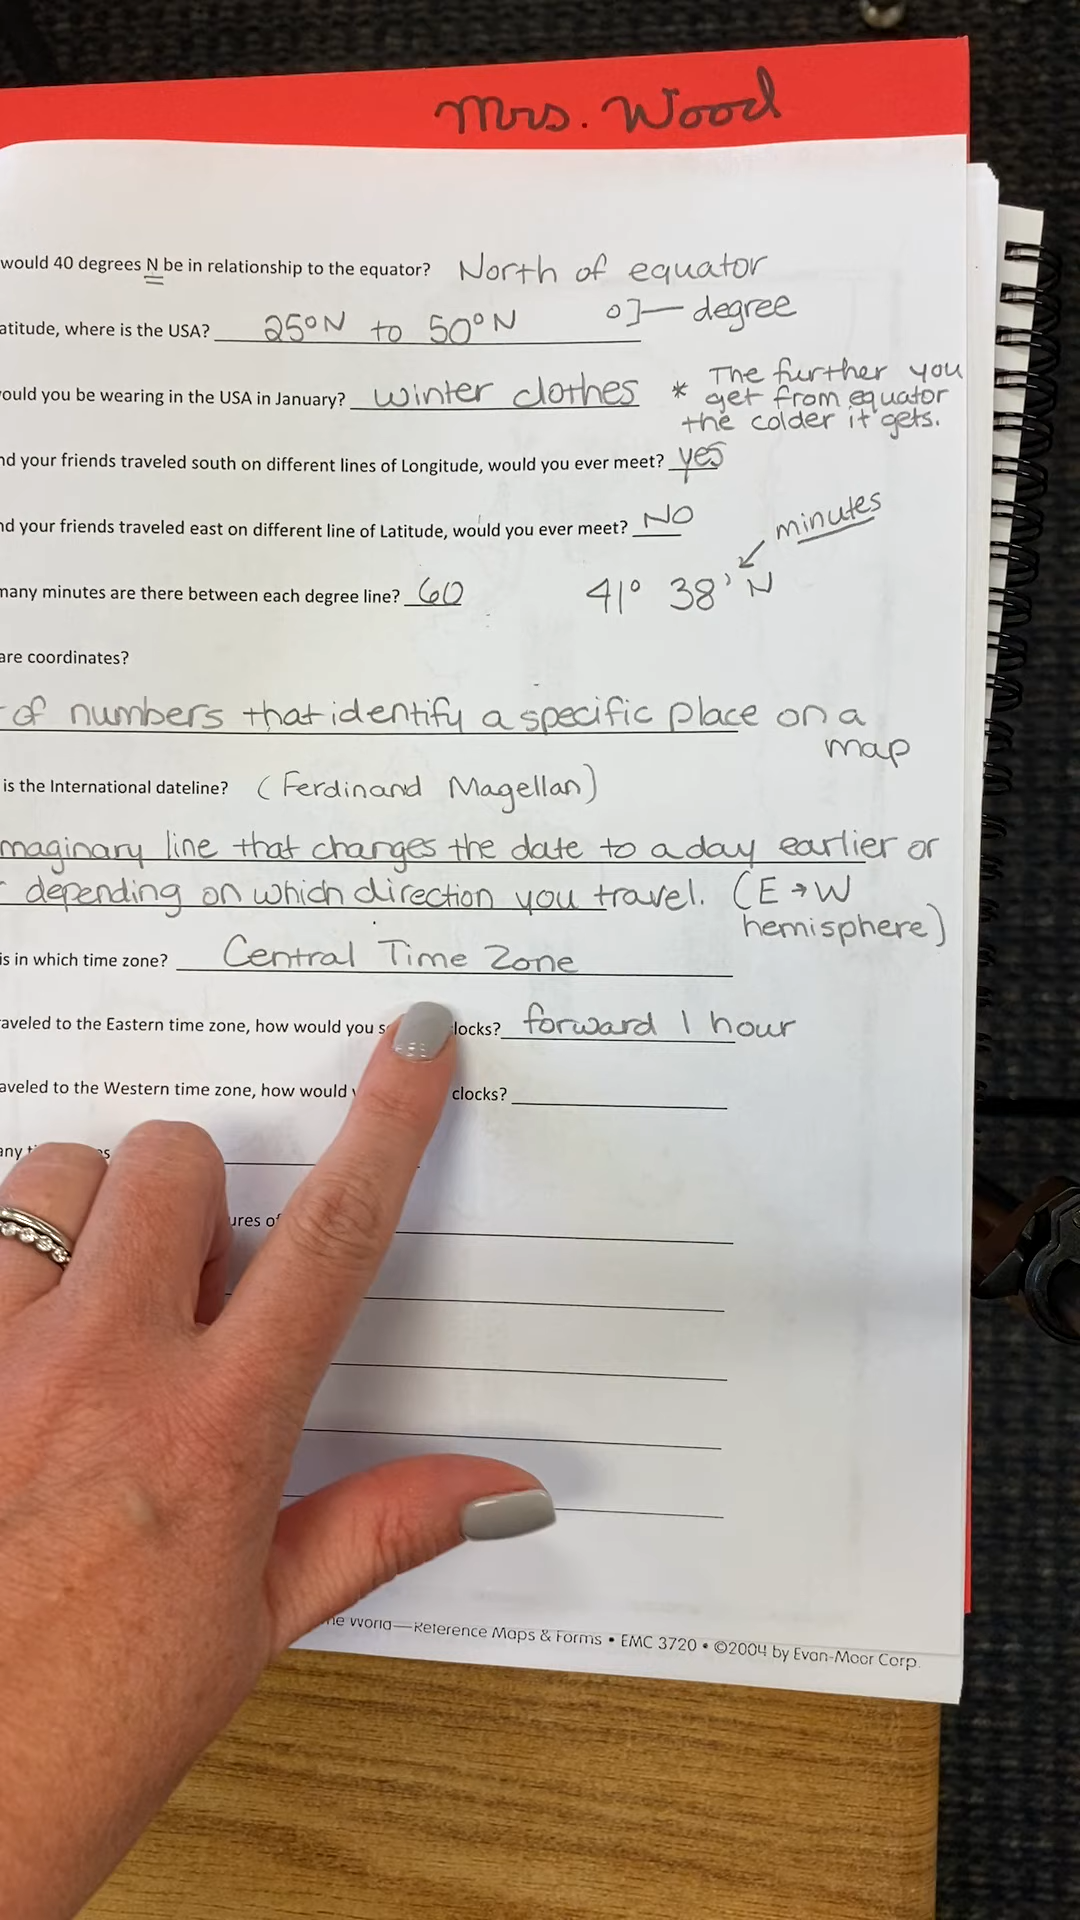 Mrs. Wood
would 40 degrees N be in relationship to the equator? North of equator
atitude, where is the USA? 25°N to 50°N o]— degree
ould you be wearing in the USA in January? winter clothes * The further you
get from equator
the colder it gets.
nd your friends traveled south on different lines of Longitude, would you ever meet? yes
nd your friends traveled east on different line of Latitude, would you ever meet? NO
minutes
many minutes are there between each degree line? 60 41° 38' N
are coordinates?
of numbers that identify a specific place on a
map
is the International dateline? (Ferdinand Magellan)
maginary line that changes the date to a day earlier or
depending on which direction you travel. (E → W
hemisphere)
is in which time zone? Central Time Zone
aveled to the Eastern time zone, how would you s locks? forward 1 hour
aveled to the Western time zone, how would clocks?
any
ures of
he World—Reference Maps & Forms • EMC 3720 • ©2004 by Evan-Moor Corp.